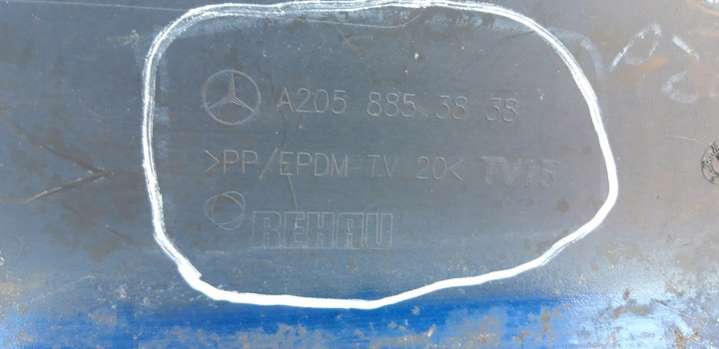 A205 885 38 38
>PP/EPDM-TV 20< TV15
REHAU